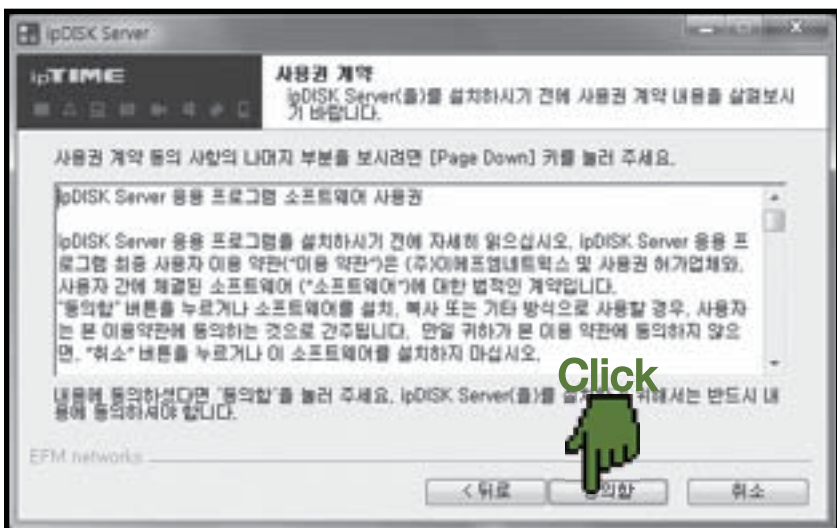 ipDISK Server
ipTIME
사용권 계약
ipDISK Server(을)를 설치하시기 전에 사용권 계약 내용을 살펴보시
기 바랍니다.
사용권 계약 동의 사항의 나머지 부분을 보시려면 [Page Down] 키를 눌러 주세요.
ipDISK Server 응용 프로그램 소프트웨어 사용권
ipDISK Server 응용 프로그램을 설치하시기 전에 자세히 읽으십시오. ipDISK Server 응용 프
로그램 최종 사용자 이용 약관("이용 약관")은 (주)이에프엠네트웍스 및 사용권 허가업체와,
사용자 간에 체결된 소프트웨어 ("소프트웨어")에 대한 법적인 계약입니다.
"동의함" 버튼을 누르거나 소프트웨어를 설치, 복사 또는 기타 방식으로 사용할 경우, 사용자
는 본 이용약관에 동의하는 것으로 간주됩니다. 만일 귀하가 본 이용 약관에 동의하지 않으
면, "취소" 버튼을 누르거나 이 소프트웨어를 설치하지 마십시오.
Click
내용에 동의하셨다면 '동의함'을 눌러 주세요. ipDISK Server(을)를 위해서는 반드시 내
용에 동의하셔야 합니다.
EFM networks
< 뒤로 동의함 취소